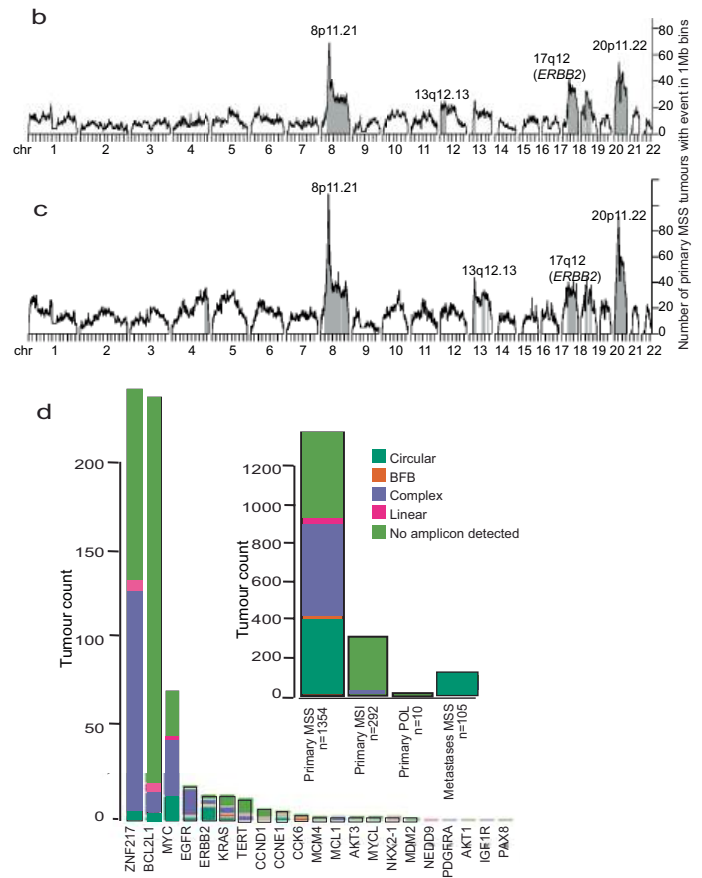 b
8p11.21
13q12.13
17q12
(ERBB2)
20p11.22
80
60
40
20
0
chr 1 2 3 4 5 6 7 8 9 10 11 12 13 14 15 16 17 18 19 20 21 22
c
8p11.21
13q12.13
17q12
(ERBB2)
20p11.22
80
60
40
20
0
chr 1 2 3 4 5 6 7 8 9 10 11 12 13 14 15 16 17 18 19 20 21 22
Number of primary MSS tumours with event in 1Mb bins
d
Tumour count
200
150
100
50
0
ZNF217
BCL2L1
MYC
EGFR
ERBB2
KRAS
TERT
CCND1
CCNE1
CCK6
MCM4
MCL1
AKT3
MYCL
NKX2-1
MDM2
NEDD9
PDGFRA
AKT1
IGF1R
PAX8
Tumour count
1200
1000
800
600
400
200
0
Primary MSS
n=1354
Primary MSI
n=292
Primary POL
n=10
Metastases MSS
n=105
Circular
BFB
Complex
Linear
No amplicon detected